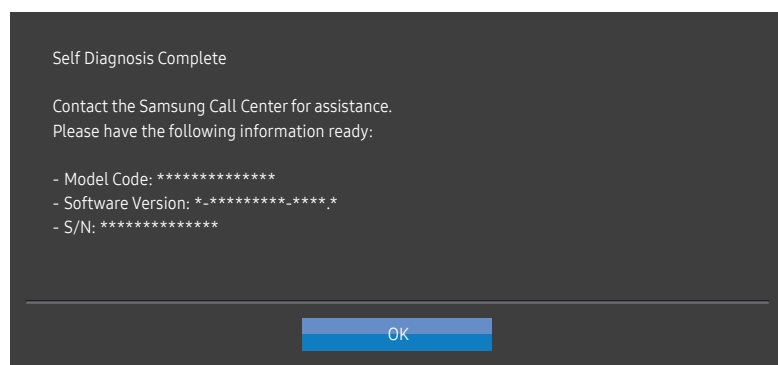 Self Diagnosis Complete
Contact the Samsung Call Center for assistance.
Please have the following information ready:
- Model Code: **************
- Software Version: *-*********-****.*
- S/N: **************
OK